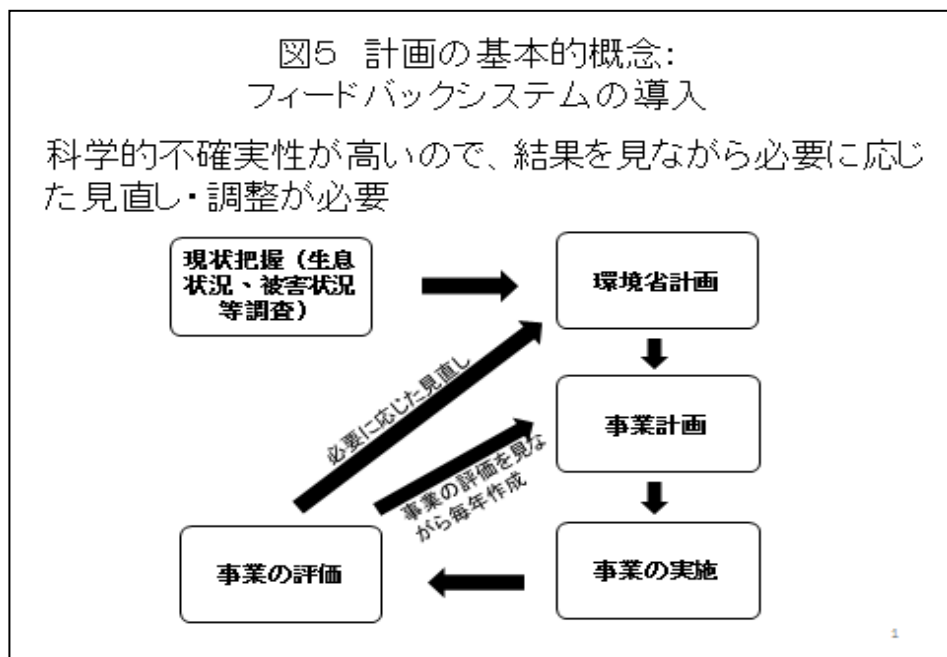 図5 計画の基本的概念:
フィードバックシステムの導入
科学的不確実性が高いので、結果を見ながら必要に応じ
た見直し・調整が必要
現状把握（生息
状況、被害状況
等調査）
環境省計画
必要に応じた見直し
事業計画
事業の評価を見な
がら毎年作成
事業の評価
事業の実施
1